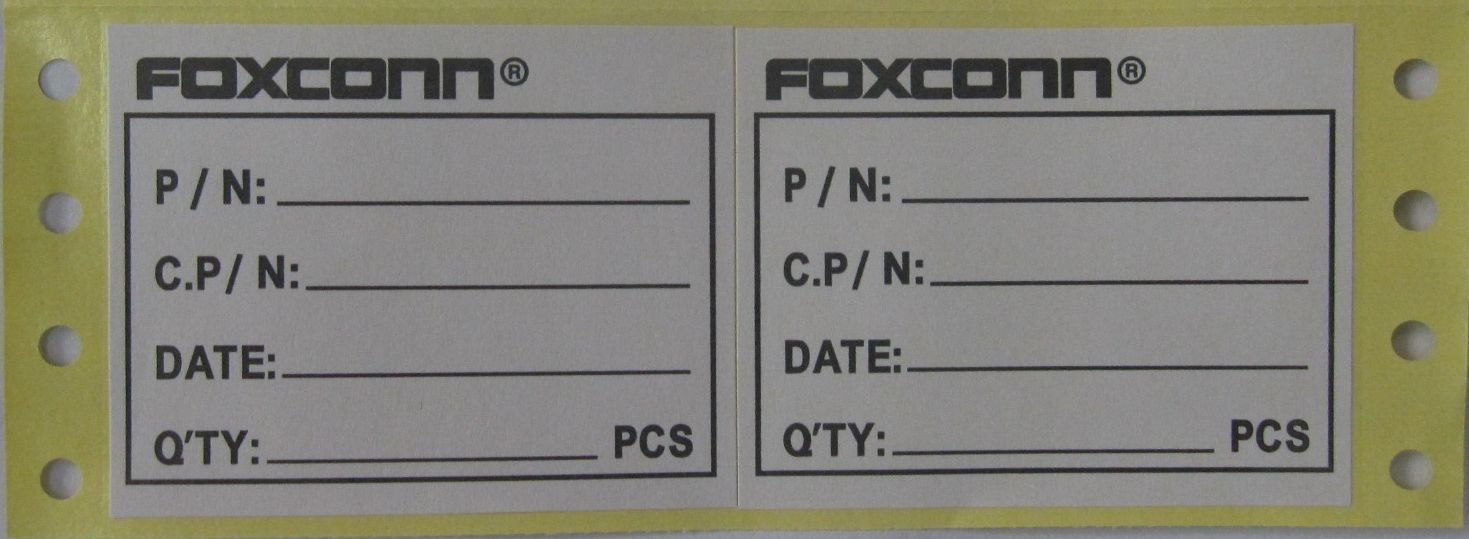 FOXCONN®
P / N:
C.P / N:
DATE:
Q'TY: PCS
FOXCONN®
P / N:
C.P / N:
DATE:
Q'TY: PCS